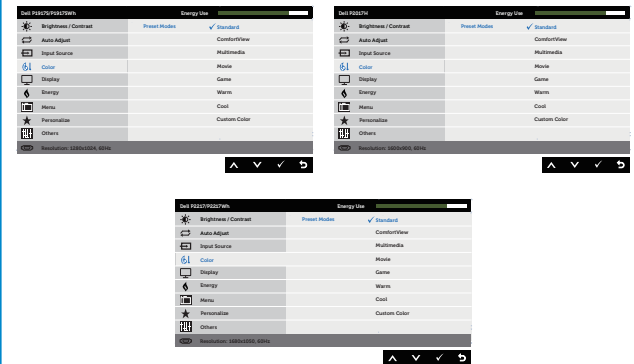 Dell P1917S/P1917SWh Energy Use
Brightness / Contrast Preset Modes ✓ Standard
Auto Adjust ComfortView
Input Source Multimedia
Color Movie
Display Game
Energy Warm
Menu Cool
Personalize Custom Color
Others
Resolution: 1280x1024, 60Hz
Dell P2017H Energy Use
Brightness / Contrast Preset Modes ✓ Standard
Auto Adjust ComfortView
Input Source Multimedia
Color Movie
Display Game
Energy Warm
Menu Cool
Personalize Custom Color
Others
Resolution: 1600x900, 60Hz
Dell P2217/P2217Wh Energy Use
Brightness / Contrast Preset Modes ✓ Standard
Auto Adjust ComfortView
Input Source Multimedia
Color Movie
Display Game
Energy Warm
Menu Cool
Personalize Custom Color
Others
Resolution: 1680x1050, 60Hz